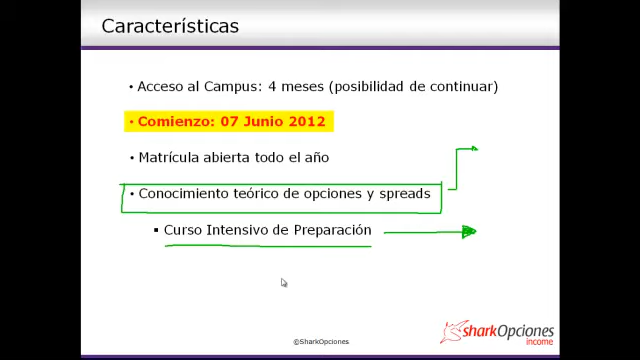 Características
• Acceso al Campus: 4 meses (posibilidad de continuar)
• Comienzo: 07 Junio 2012
• Matrícula abierta todo el año
• Conocimiento teórico de opciones y spreads
▪ Curso Intensivo de Preparación
©SharkOpciones
sharkOpciones
income